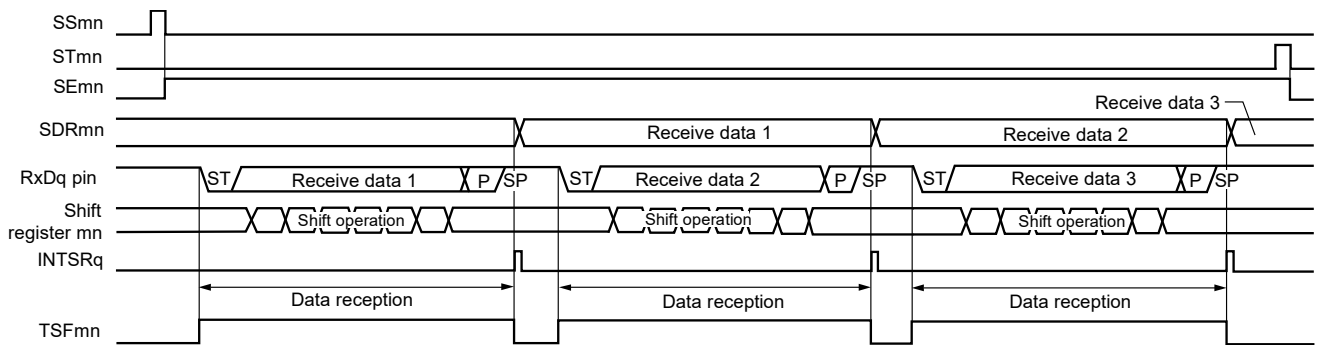 SSmn
STmn
SEmn
Receive data 3
SDRmn Receive data 1 Receive data 2
RxDq pin ST Receive data 1 P SP ST Receive data 2 P SP ST Receive data 3 P SP
Shift
register mn Shift operation Shift operation Shift operation
INTSRq
Data reception Data reception Data reception
TSFmn